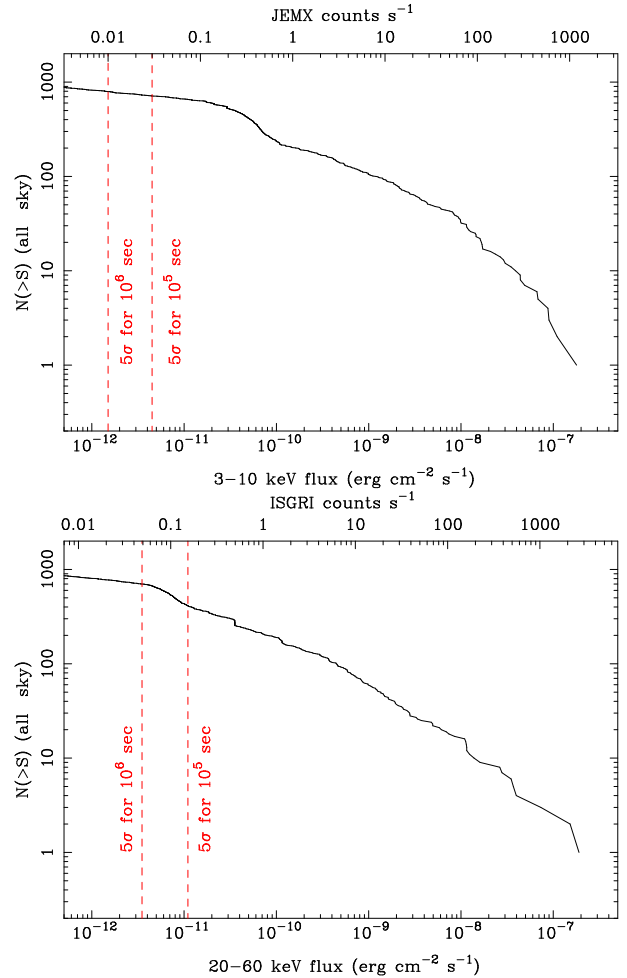 JEMX counts s⁻¹
0.01 0.1 1 10 100 1000
N(>S) (all sky)
1000
100
10
1
5σ for 10⁶ sec
5σ for 10⁵ sec
10⁻¹² 10⁻¹¹ 10⁻¹⁰ 10⁻⁹ 10⁻⁸ 10⁻⁷
3−10 keV flux (erg cm⁻² s⁻¹)
ISGRI counts s⁻¹
0.01 0.1 1 10 100 1000
N(>S) (all sky)
1000
100
10
1
5σ for 10⁶ sec
5σ for 10⁵ sec
10⁻¹² 10⁻¹¹ 10⁻¹⁰ 10⁻⁹ 10⁻⁸ 10⁻⁷
20−60 keV flux (erg cm⁻² s⁻¹)